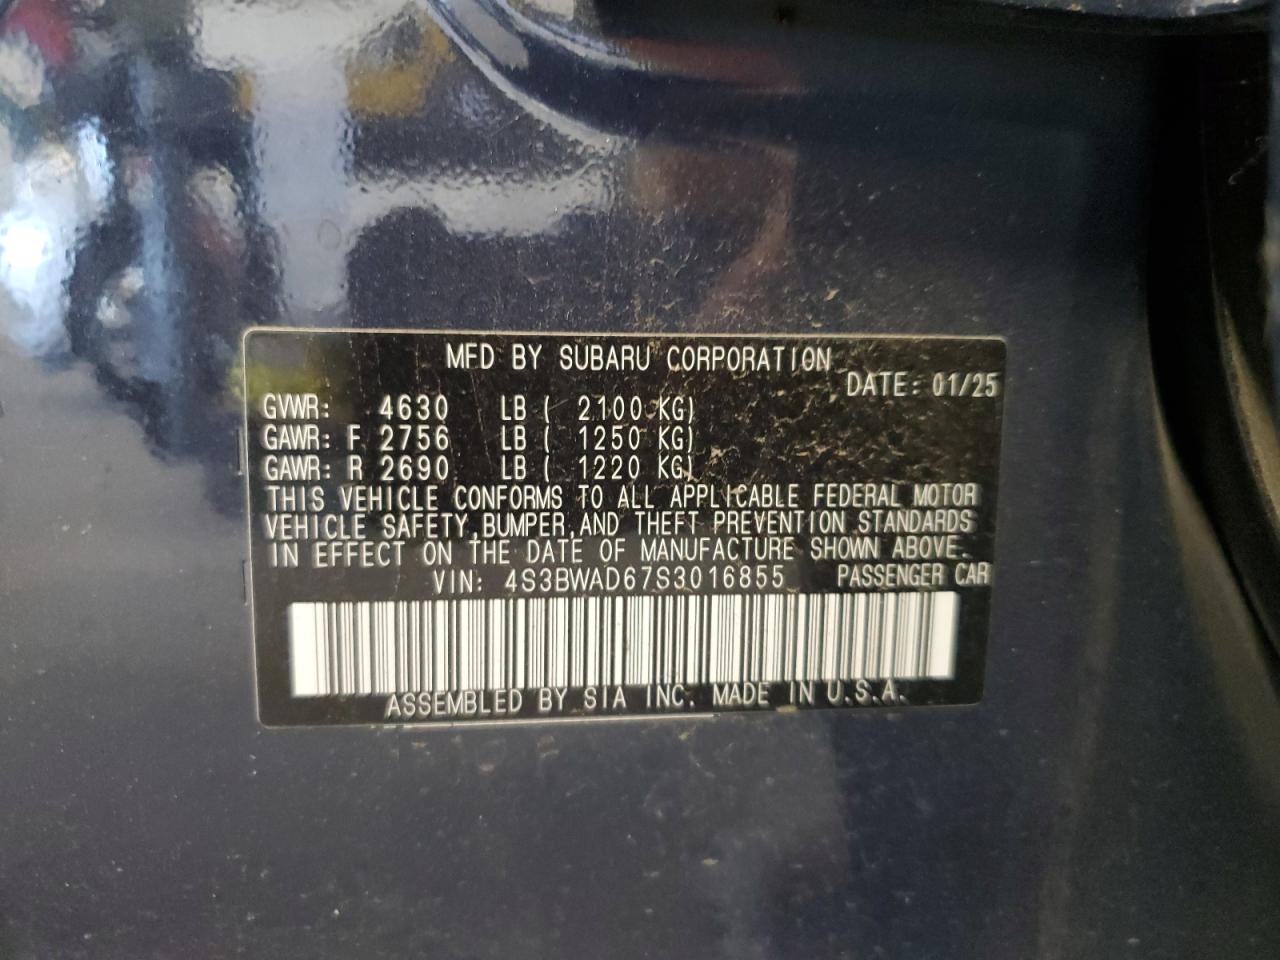 MFD BY SUBARU CORPORATION
DATE: 01/25
GVWR: 4630 LB ( 2100 KG)
GAWR: F 2756 LB ( 1250 KG)
GAWR: R 2690 LB ( 1220 KG)
THIS VEHICLE CONFORMS TO ALL APPLICABLE FEDERAL MOTOR
VEHICLE SAFETY,BUMPER,AND THEFT PREVENTION STANDARDS
IN EFFECT ON THE DATE OF MANUFACTURE SHOWN ABOVE.
VIN: 4S3BWAD67S3016855 PASSENGER CAR
ASSEMBLED BY SIA INC. MADE IN U.S.A.